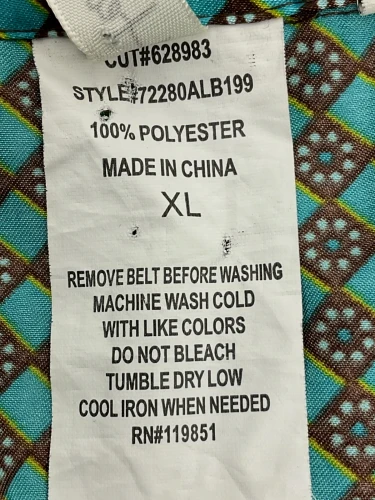 CUT#628983
STYLE#72280ALB199
100% POLYESTER
MADE IN CHINA
XL
REMOVE BELT BEFORE WASHING
MACHINE WASH COLD
WITH LIKE COLORS
DO NOT BLEACH
TUMBLE DRY LOW
COOL IRON WHEN NEEDED
RN#119851